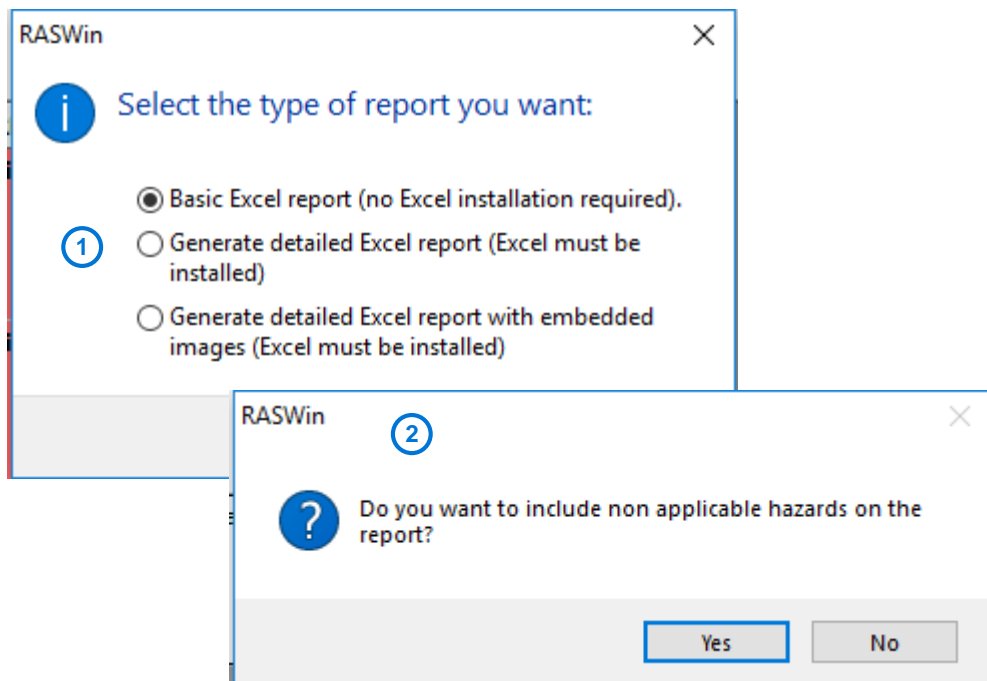 RASWin
Select the type of report you want:
Basic Excel report (no Excel installation required).
1
Generate detailed Excel report (Excel must be
installed)
Generate detailed Excel report with embedded
images (Excel must be installed)
RASWin
2
Do you want to include non applicable hazards on the
report?
Yes
No